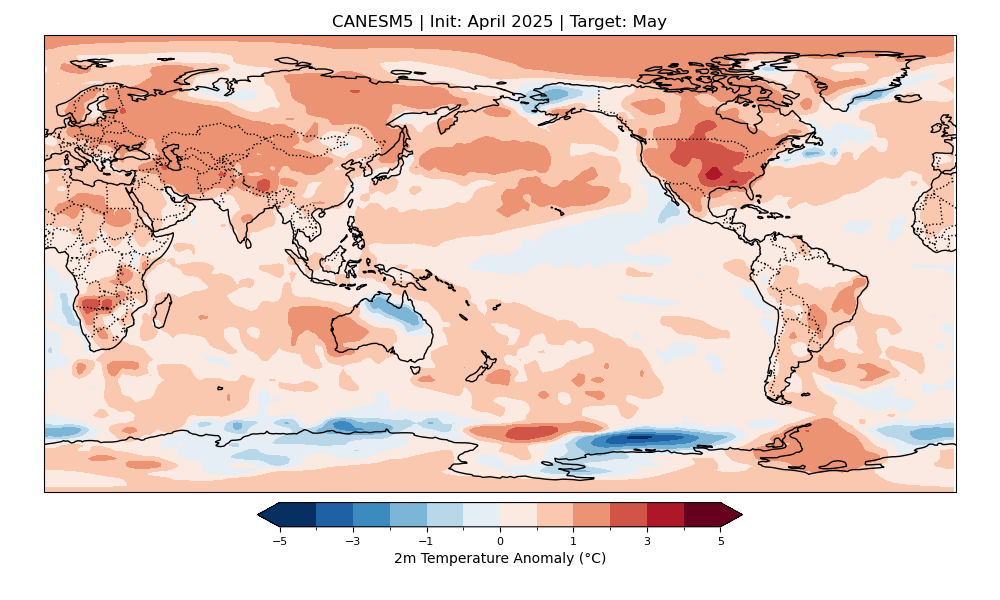 CANESM5 | Init: April 2025 | Target: May
−5 −3 −1 0 1 3 5
2m Temperature Anomaly (°C)